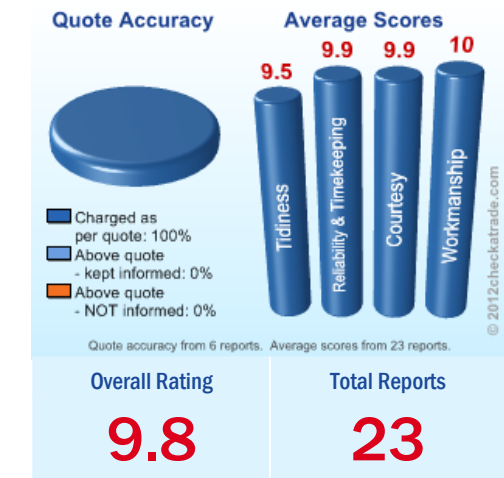 Quote Accuracy
Charged as
per quote: 100%
Above quote
- kept informed: 0%
Above quote
- NOT informed: 0%
Average Scores
9.5
9.9
9.9
10
Tidiness
Reliability & Timekeeping
Courtesy
Workmanship
© 2012checkatrade.com
Quote accuracy from 6 reports. Average scores from 23 reports.
Overall Rating
9.8
Total Reports
23